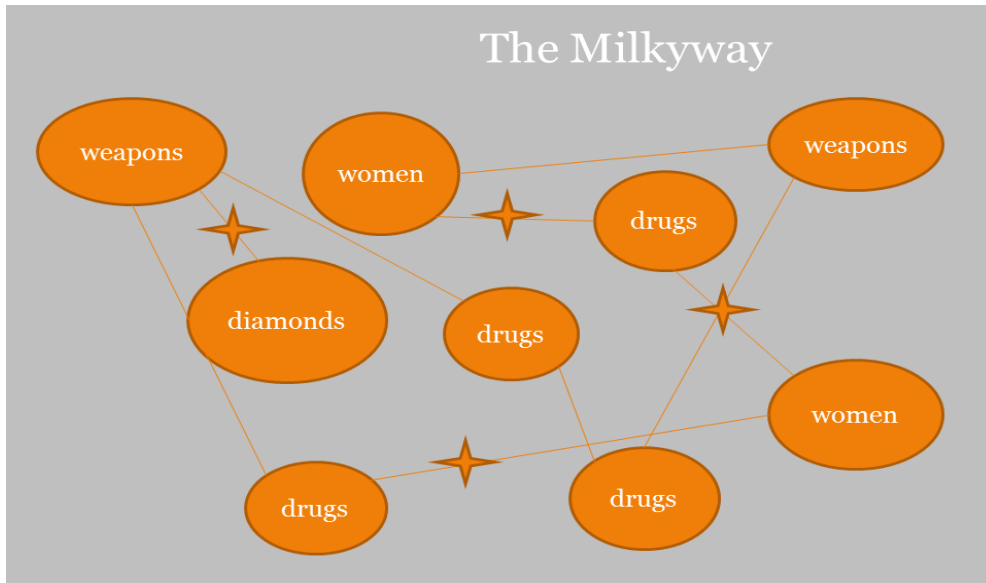 The Milkyway
weapons
women
weapons
drugs
diamonds
drugs
women
drugs
drugs